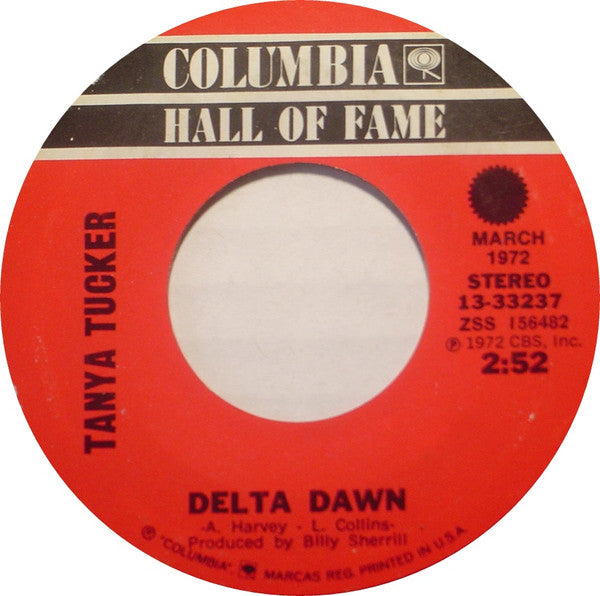 COLUMBIA
HALL OF FAME
TANYA TUCKER
MARCH
1972
STEREO
13-33237
ZSS 156482
℗ 1972 CBS, Inc.
2:52
DELTA DAWN
-A. Harvey - L. Collins-
Produced by Billy Sherrill
© "COLUMBIA" MARCAS REG. PRINTED IN U.S.A.